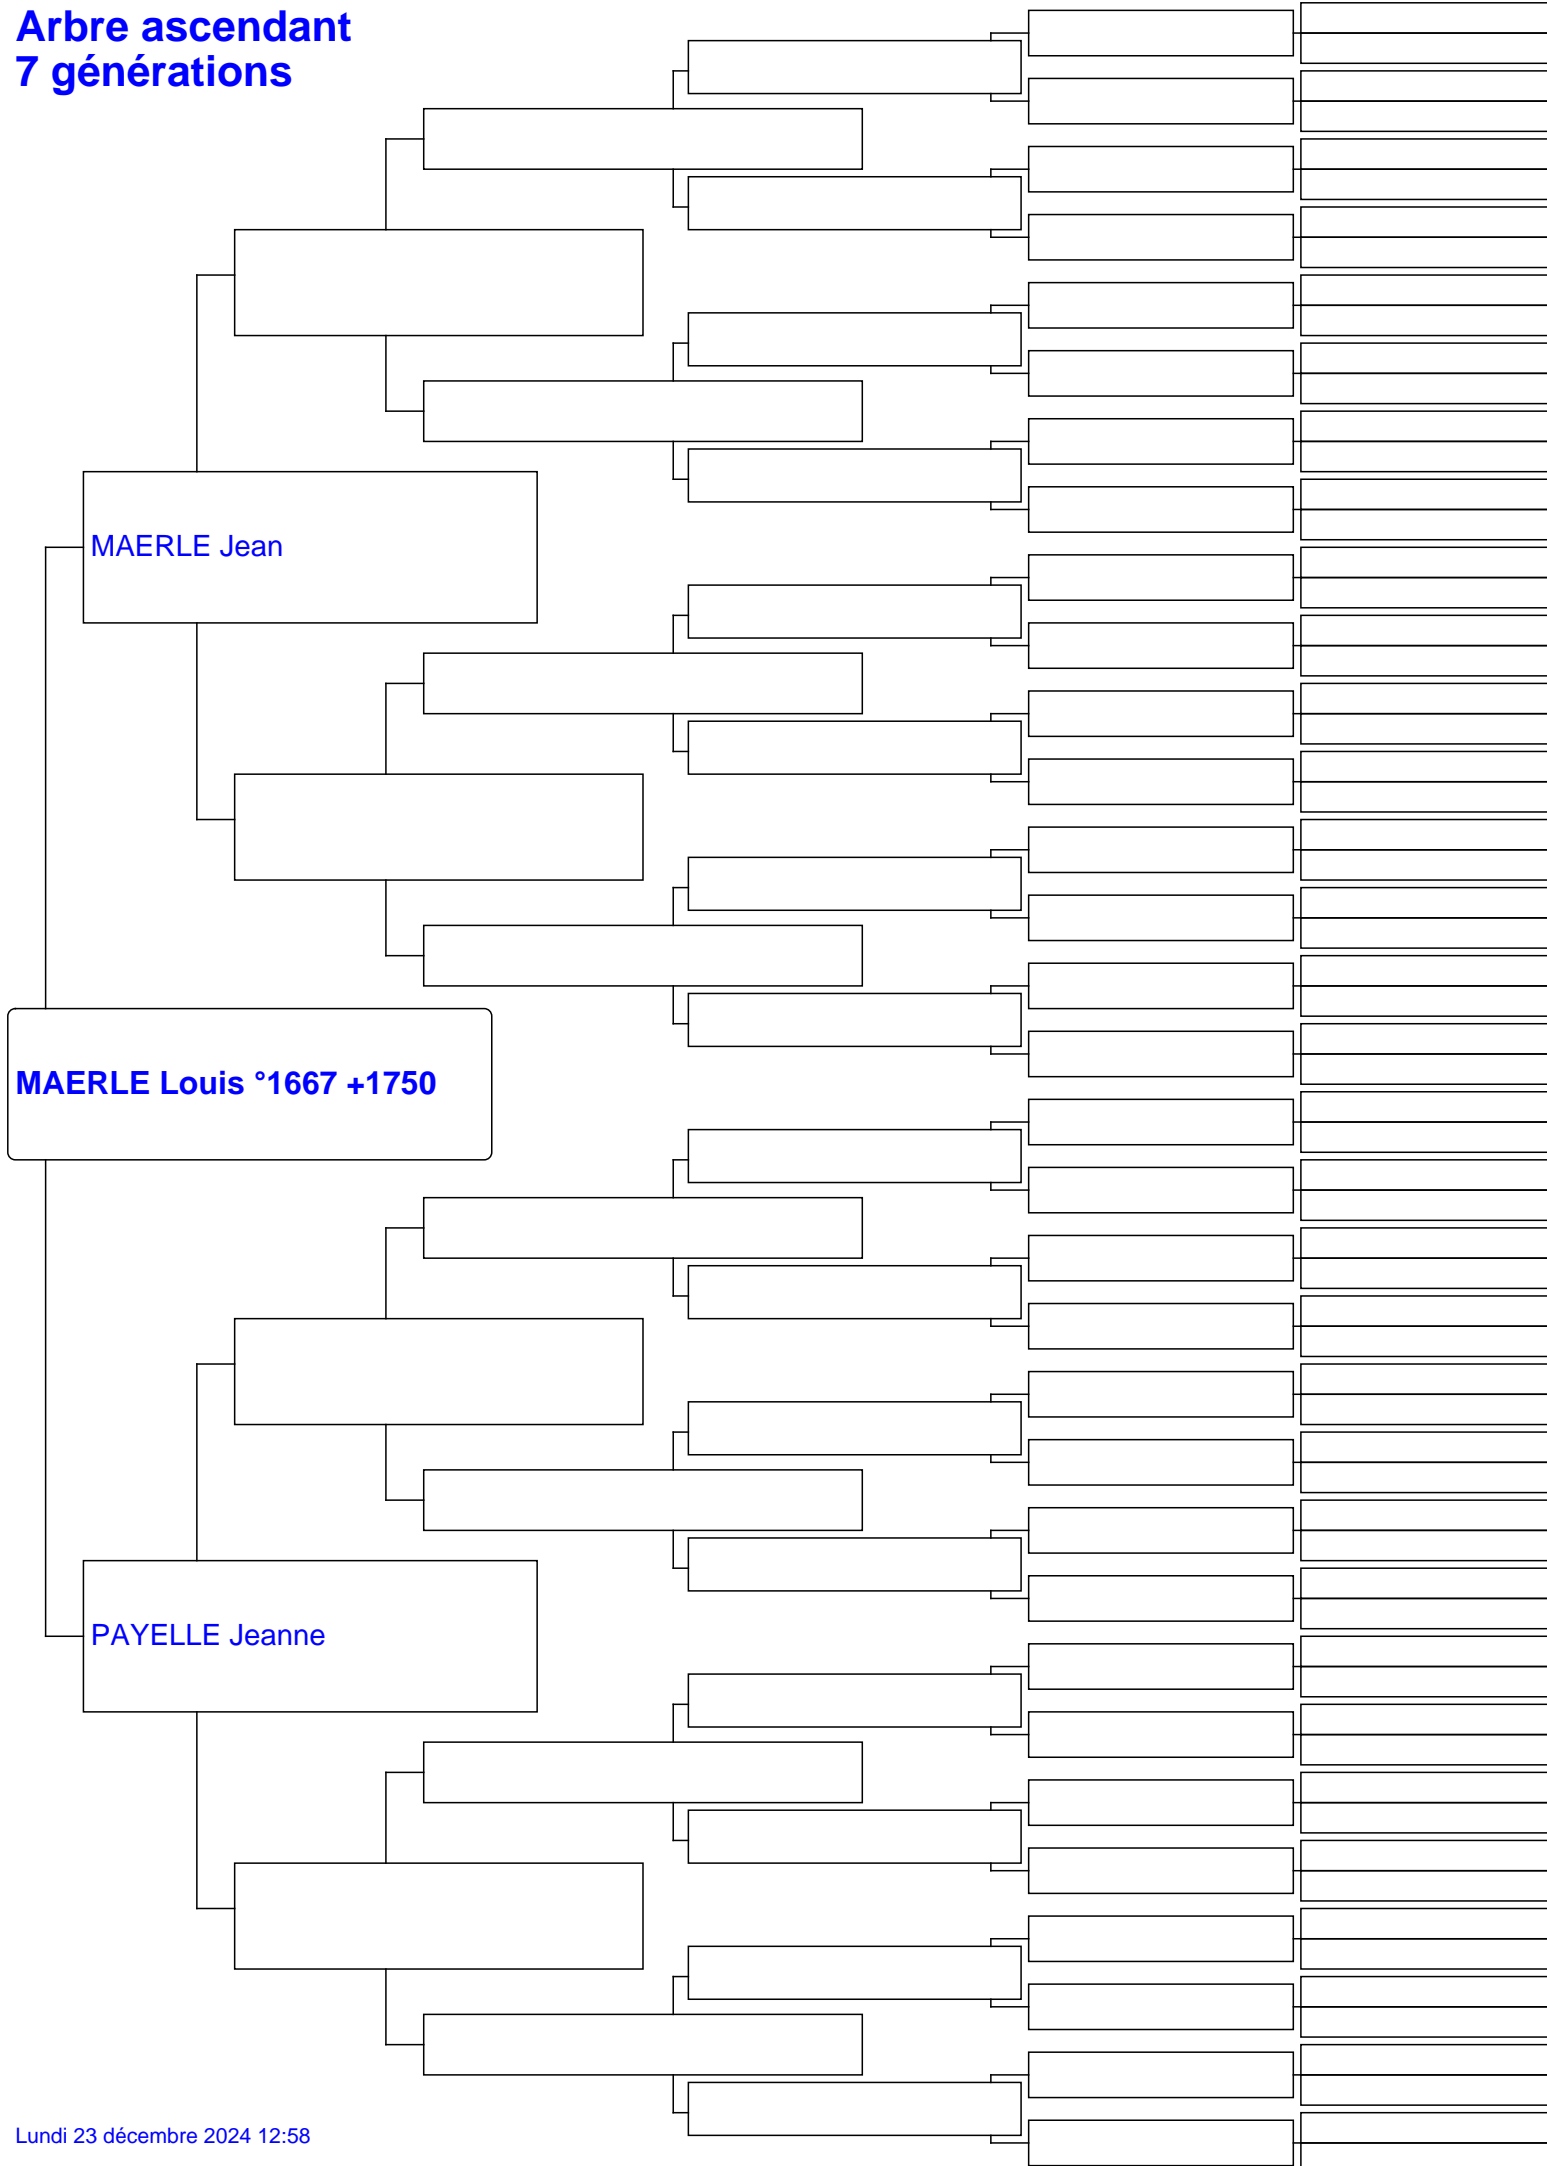 Arbre ascendant
7 générations
MAERLE Jean
MAERLE Louis °1667 +1750
PAYELLE Jeanne
Lundi 23 décembre 2024 12:58